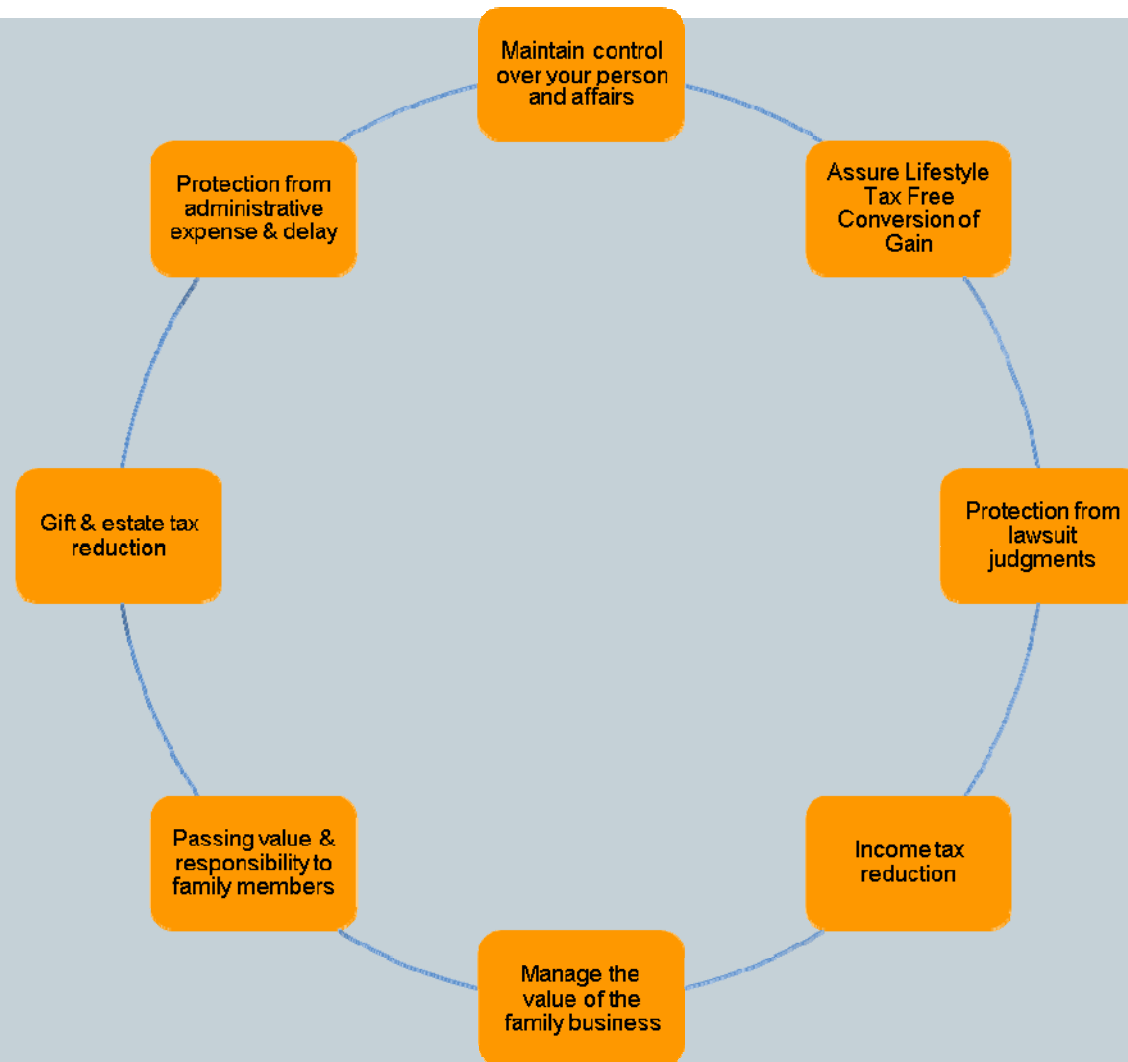 Maintain control
over your person
and affairs
Assure Lifestyle
Tax Free
Conversion of
Gain
Protection from
lawsuit
judgments
Income tax
reduction
Manage the
value of the
family business
Passing value &
responsibility to
family members
Gift & estate tax
reduction
Protection from
administrative
expense & delay